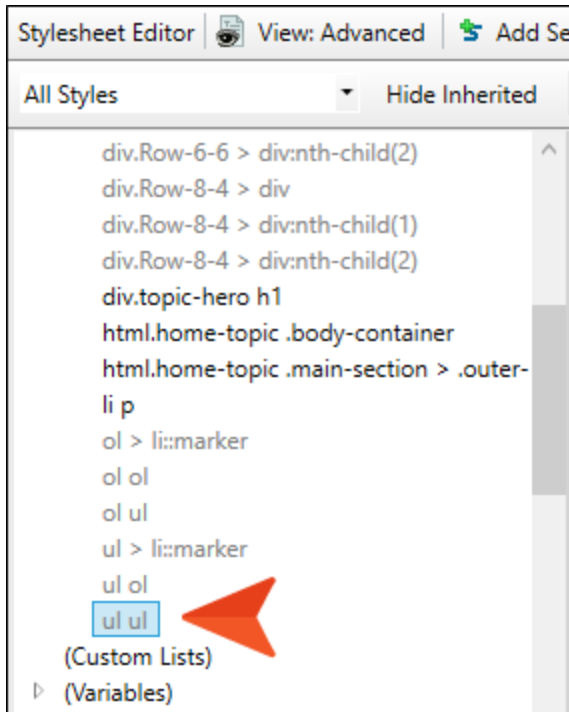 Stylesheet Editor View: Advanced Add Se
All Styles Hide Inherited
div.Row-6-6 > div:nth-child(2)
div.Row-8-4 > div
div.Row-8-4 > div:nth-child(1)
div.Row-8-4 > div:nth-child(2)
div.topic-hero h1
html.home-topic .body-container
html.home-topic .main-section > .outer-
li p
ol > li::marker
ol ol
ol ul
ul > li::marker
ul ol
ul ul
(Custom Lists)
(Variables)